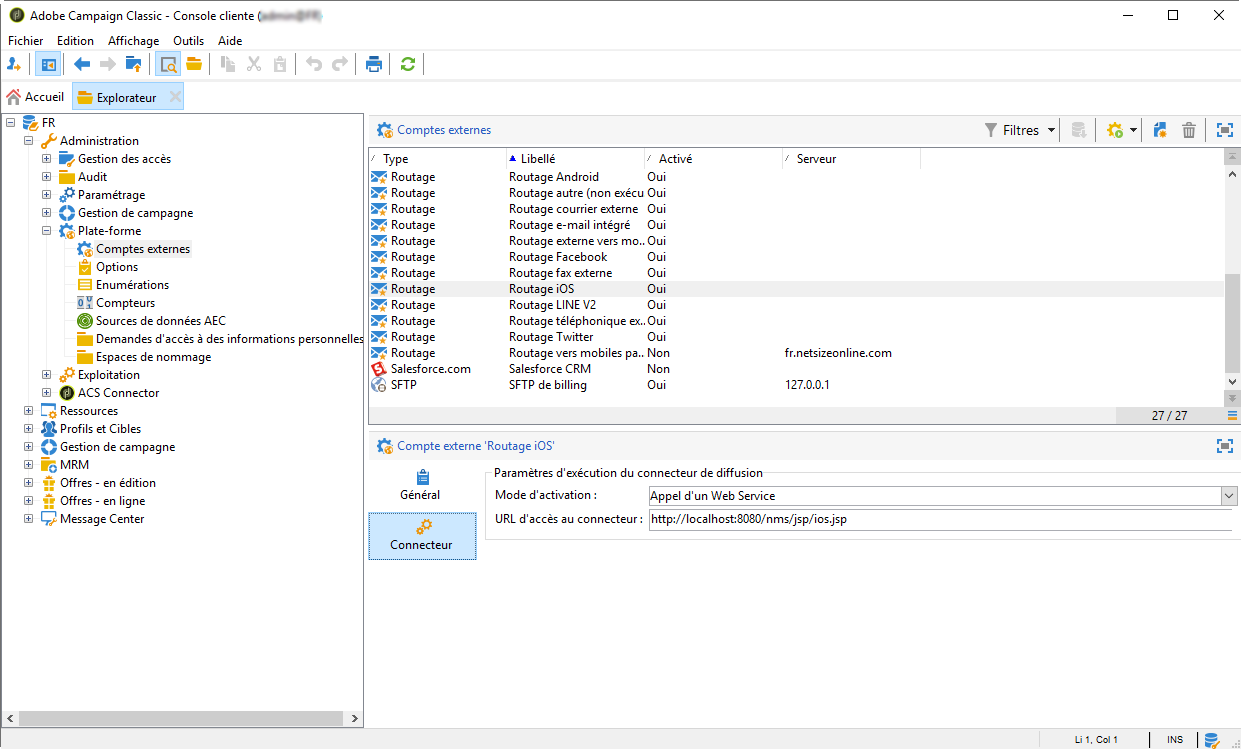 Adobe Campaign Classic - Console cliente (
Fichier Edition Affichage Outils Aide
Accueil Explorateur
FR
Administration
Gestion des accès
Audit
Paramétrage
Gestion de campagne
Plate-forme
Comptes externes
Options
Enumérations
Compteurs
Sources de données AEC
Demandes d'accès à des informations personnelles
Espaces de nommage
Exploitation
ACS Connector
Ressources
Profils et Cibles
Gestion de campagne
MRM
Offres - en édition
Offres - en ligne
Message Center
Comptes externes Filtres
Type Libellé Activé Serveur
Routage Routage Android Oui
Routage Routage autre (non exécu Oui
Routage Routage courrier externe Oui
Routage Routage e-mail intégré Oui
Routage Routage externe vers mo.. Oui
Routage Routage Facebook Oui
Routage Routage fax externe Oui
Routage Routage iOS Oui
Routage Routage LINE V2 Oui
Routage Routage téléphonique ex.. Oui
Routage Routage Twitter Oui
Routage Routage vers mobiles pa.. Non fr.netsizeonline.com
Salesforce.com Salesforce CRM Non
SFTP SFTP de billing Oui 127.0.0.1
27 / 27
Compte externe 'Routage iOS'
Général
Connecteur
Paramètres d'exécution du connecteur de diffusion
Mode d'activation : Appel d'un Web Service
URL d'accès au connecteur : http://localhost:8080/nms/jsp/ios.jsp
Li 1, Col 1 INS